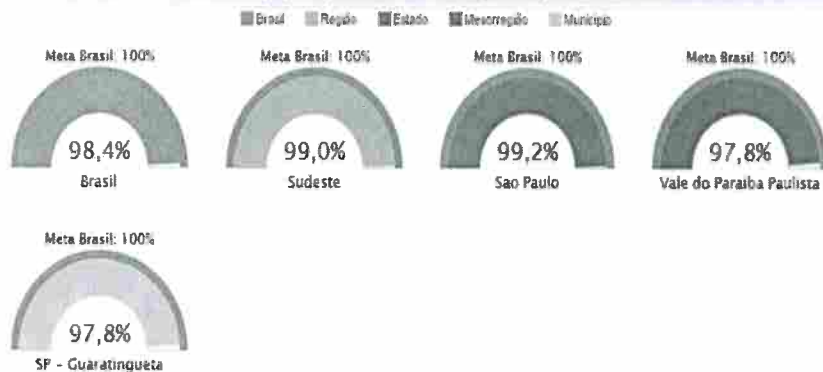 Brasil Região Estado Mesorregião Município
Meta Brasil: 100% Meta Brasil: 100% Meta Brasil: 100% Meta Brasil: 100%
98,4% 99,0% 99,2% 97,8%
Brasil Sudeste Sao Paulo Vale do Paraiba Paulista
Meta Brasil: 100%
97,8%
SP - Guaratingueta